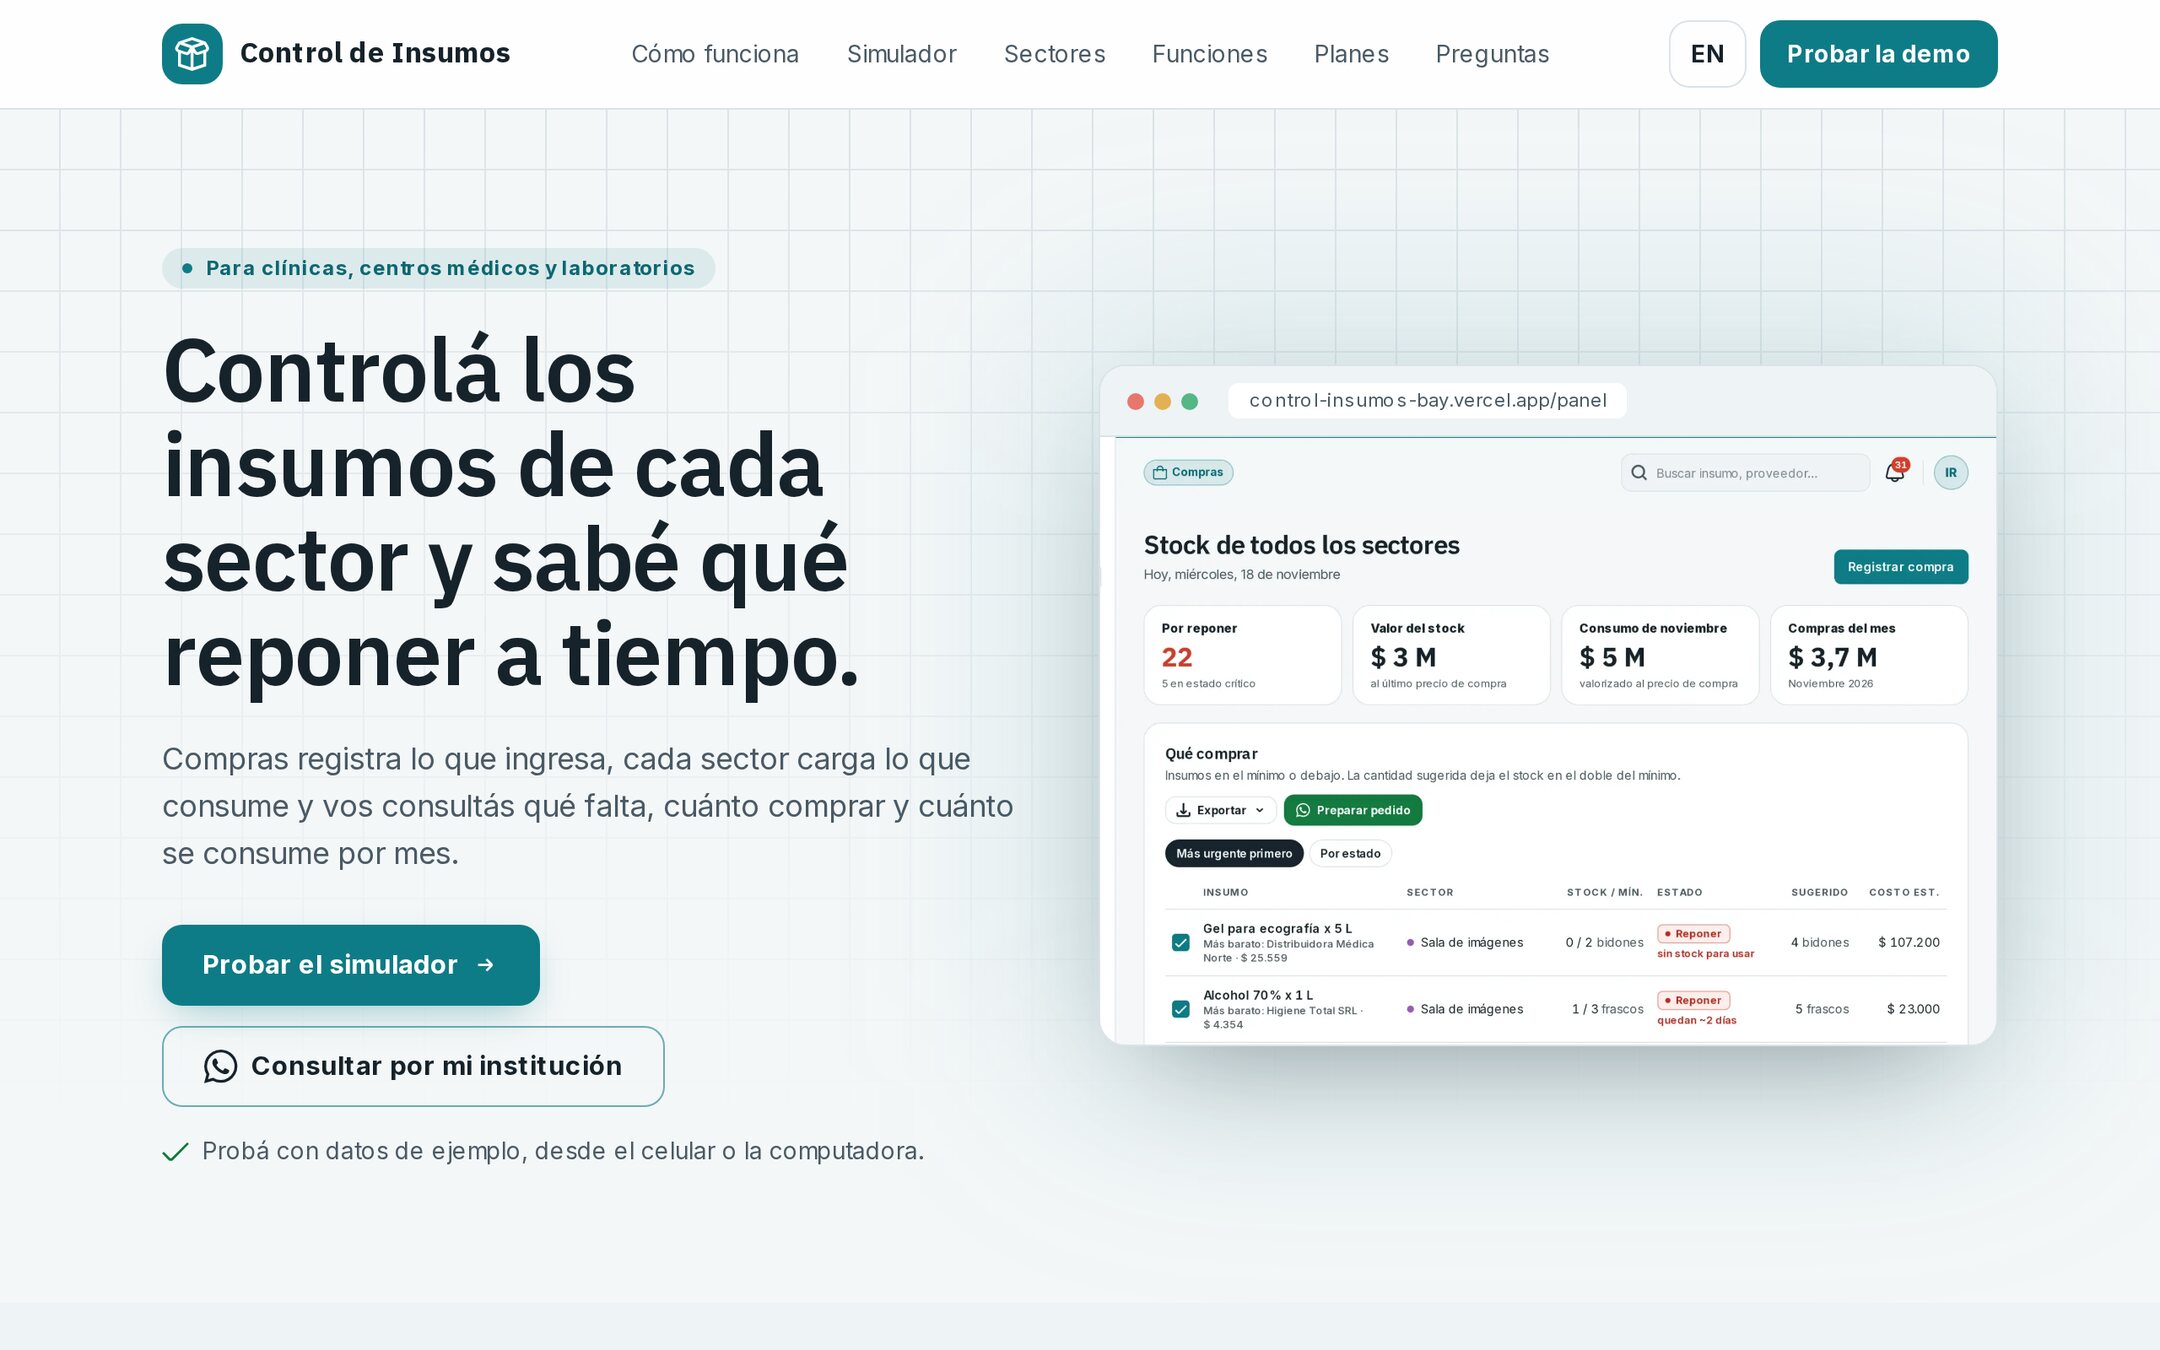 Control de Insumos
Cómo funciona
Simulador
Sectores
Funciones
Planes
Preguntas
EN
Probar la demo
Para clínicas, centros médicos y laboratorios
Controlá los
insumos de cada
sector y sabé qué
reponer a tiempo.
Compras registra lo que ingresa, cada sector carga lo que
consume y vos consultás qué falta, cuánto comprar y cuánto
se consume por mes.
Probar el simulador
Consultar por mi institución
Probá con datos de ejemplo, desde el celular o la computadora.
control-insumos-bay.vercel.app/panel
Compras
Buscar insumo, proveedor...
31
IR
Stock de todos los sectores
Hoy, miércoles, 18 de noviembre
Registrar compra
Por reponer
22
5 en estado crítico
Valor del stock
$ 3 M
al último precio de compra
Consumo de noviembre
$ 5 M
valorizado al precio de compra
Compras del mes
$ 3,7 M
Noviembre 2026
Qué comprar
Insumos en el mínimo o debajo. La cantidad sugerida deja el stock en el doble del mínimo.
Exportar
Preparar pedido
Más urgente primero
Por estado
INSUMO SECTOR STOCK / MÍN. ESTADO SUGERIDO COSTO EST.
Gel para ecografía x 5 L
Más barato: Distribuidora Médica
Norte · $ 25.559
Sala de imágenes
0 / 2 bidones
Reponer
sin stock para usar
4 bidones
$ 107.200
Alcohol 70% x 1 L
Más barato: Higiene Total SRL ·
$ 4.354
Sala de imágenes
1 / 3 frascos
Reponer
quedan ~2 días
5 frascos
$ 23.000